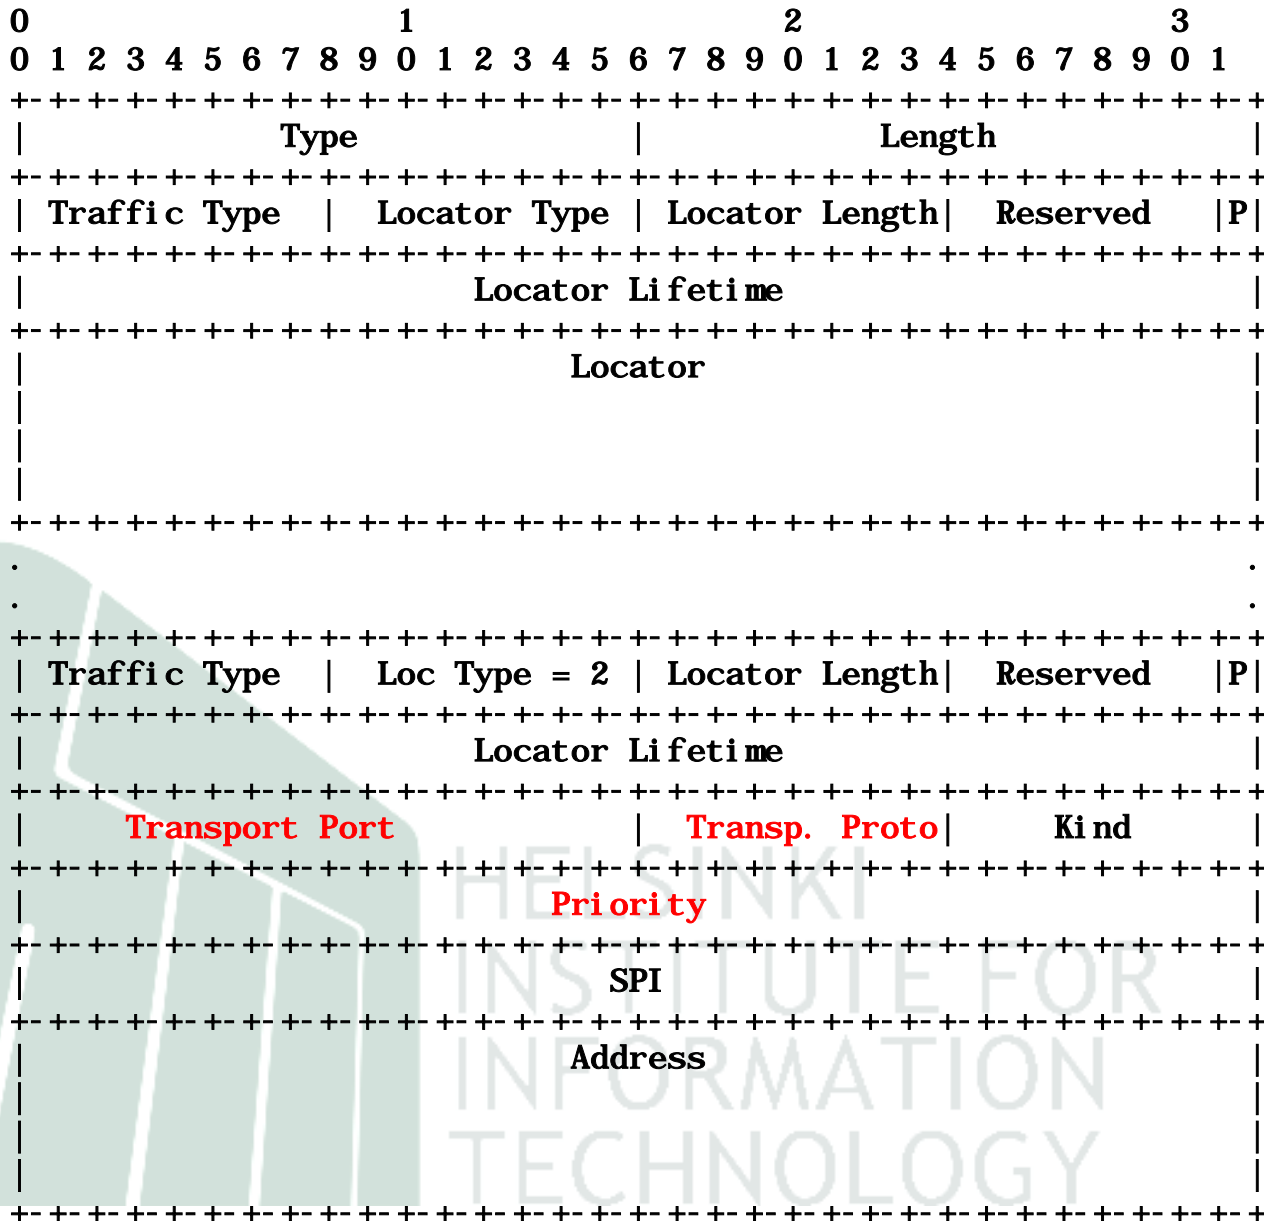 0                   1                   2                   3
0 1 2 3 4 5 6 7 8 9 0 1 2 3 4 5 6 7 8 9 0 1 2 3 4 5 6 7 8 9 0 1
+-+-+-+-+-+-+-+-+-+-+-+-+-+-+-+-+-+-+-+-+-+-+-+-+-+-+-+-+-+-+-+-+
|             Type              |            Length             |
+-+-+-+-+-+-+-+-+-+-+-+-+-+-+-+-+-+-+-+-+-+-+-+-+-+-+-+-+-+-+-+-+
| Traffic Type  |  Locator Type | Locator Length|  Reserved   |P|
+-+-+-+-+-+-+-+-+-+-+-+-+-+-+-+-+-+-+-+-+-+-+-+-+-+-+-+-+-+-+-+-+
|                       Locator Lifetime                        |
+-+-+-+-+-+-+-+-+-+-+-+-+-+-+-+-+-+-+-+-+-+-+-+-+-+-+-+-+-+-+-+-+
|                            Locator                            |
|                                                               |
|                                                               |
|                                                               |
+-+-+-+-+-+-+-+-+-+-+-+-+-+-+-+-+-+-+-+-+-+-+-+-+-+-+-+-+-+-+-+-+
.                                                               .
.                                                               .
+-+-+-+-+-+-+-+-+-+-+-+-+-+-+-+-+-+-+-+-+-+-+-+-+-+-+-+-+-+-+-+-+
| Traffic Type  |  Loc Type = 2 | Locator Length|  Reserved   |P|
+-+-+-+-+-+-+-+-+-+-+-+-+-+-+-+-+-+-+-+-+-+-+-+-+-+-+-+-+-+-+-+-+
|                       Locator Lifetime                        |
+-+-+-+-+-+-+-+-+-+-+-+-+-+-+-+-+-+-+-+-+-+-+-+-+-+-+-+-+-+-+-+-+
|     Transport Port            |  Transp. Proto|     Kind      |
+-+-+-+-+-+-+-+-+-+-+-+-+-+-+-+-+-+-+-+-+-+-+-+-+-+-+-+-+-+-+-+-+
|                           Priority                            |
+-+-+-+-+-+-+-+-+-+-+-+-+-+-+-+-+-+-+-+-+-+-+-+-+-+-+-+-+-+-+-+-+
|                              SPI                              |
+-+-+-+-+-+-+-+-+-+-+-+-+-+-+-+-+-+-+-+-+-+-+-+-+-+-+-+-+-+-+-+-+
|                            Address                            |
|                                                               |
|                                                               |
|                                                               |
+-+-+-+-+-+-+-+-+-+-+-+-+-+-+-+-+-+-+-+-+-+-+-+-+-+-+-+-+-+-+-+-+
HELSINKI
INSTITUTE FOR
INFORMATION
TECHNOLOGY